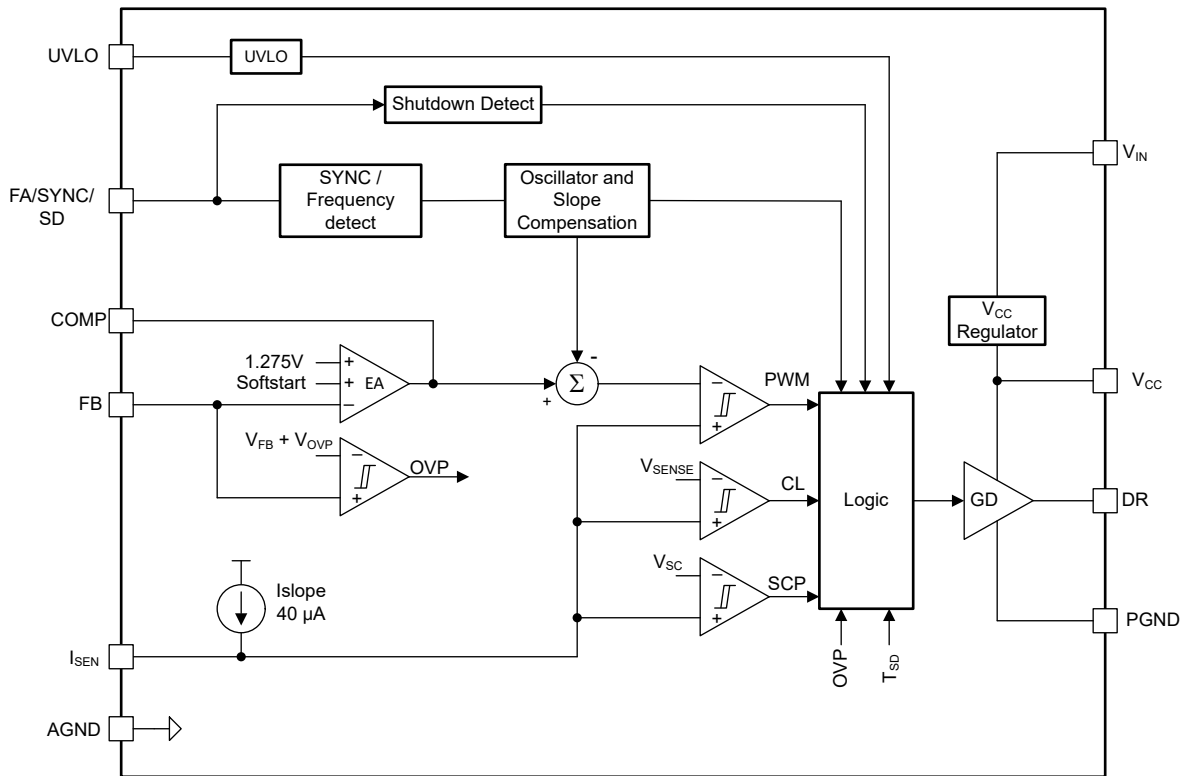 UVLO
UVLO
Shutdown Detect
V_IN
FA/SYNC/
SD
SYNC /
Frequency
detect
Oscillator and
Slope
Compensation
COMP
V_CC
Regulator
1.275V
Softstart
+
+
−
EA
-
+
Σ
−
+
PWM
V_CC
FB
V_FB + V_OVP
−
+
OVP
V_SENSE
−
+
CL
Logic
GD
DR
Islope
40 µA
V_SC
−
+
SCP
PGND
I_SEN
OVP
T_SD
AGND